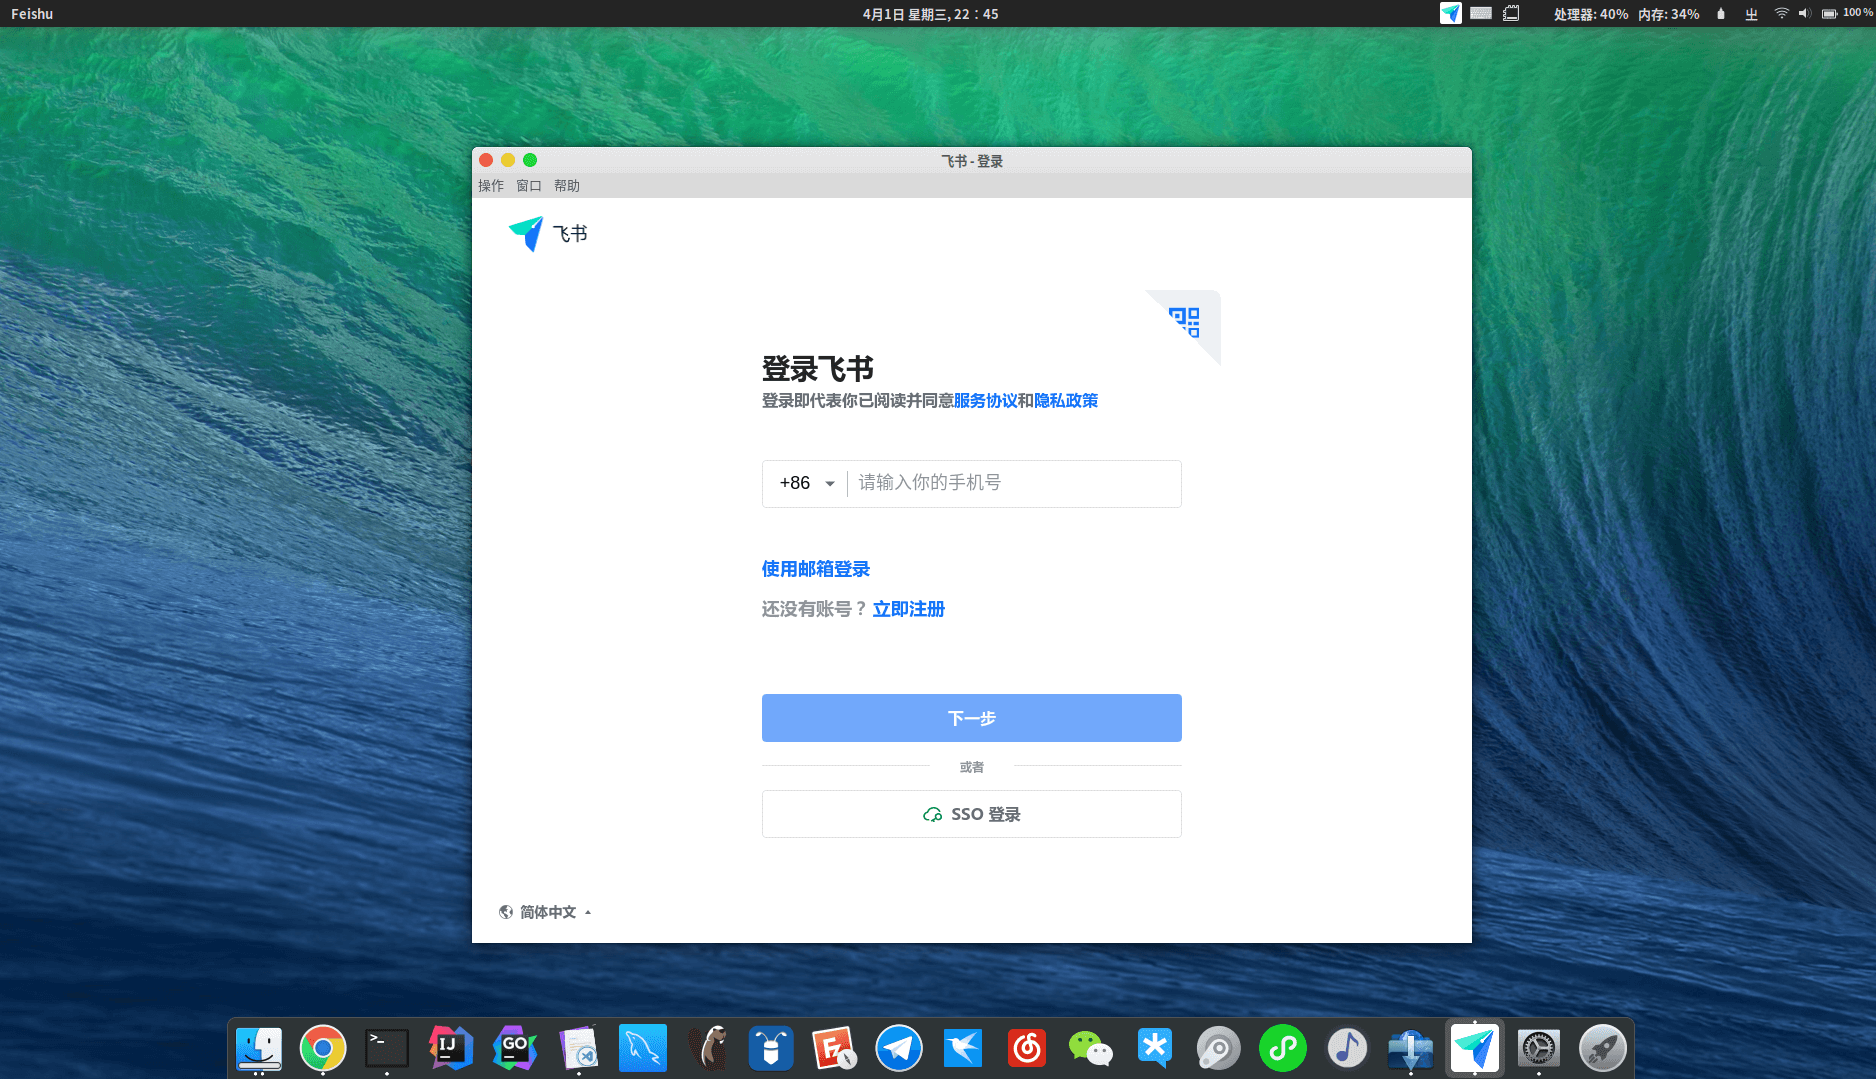 Feishu
4月1日 星期三, 22：45
处理器: 40% 内存: 34%
100 %
飞书 - 登录
操作 窗口 帮助
飞书
登录飞书
登录即代表你已阅读并同意服务协议和隐私政策
+86 请输入你的手机号
使用邮箱登录
还没有账号？立即注册
下一步
或者
SSO 登录
简体中文
>_ IJ GO Fz